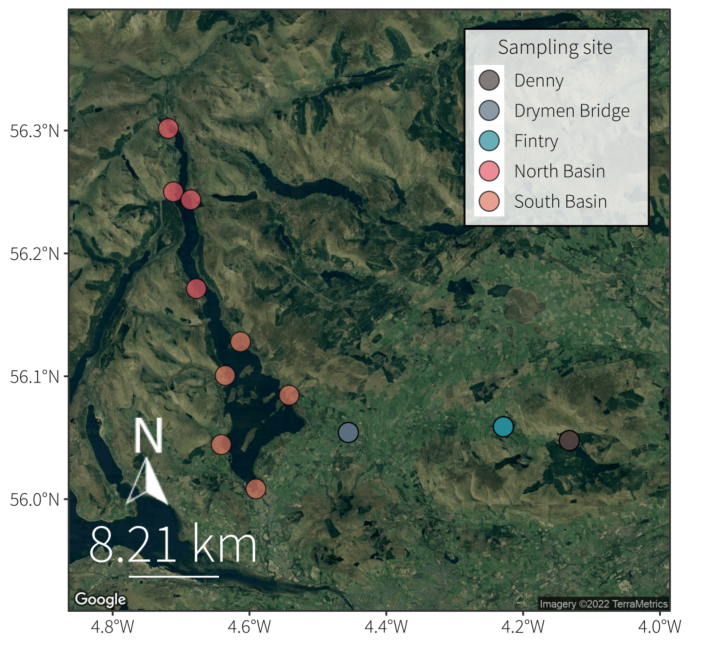 Sampling site
Denny
Drymen Bridge
Fintry
North Basin
South Basin
56.3°N
56.2°N
56.1°N
56.0°N
N
8.21 km
Google
Imagery ©2022 TerraMetrics
4.8°W 4.6°W 4.4°W 4.2°W 4.0°W